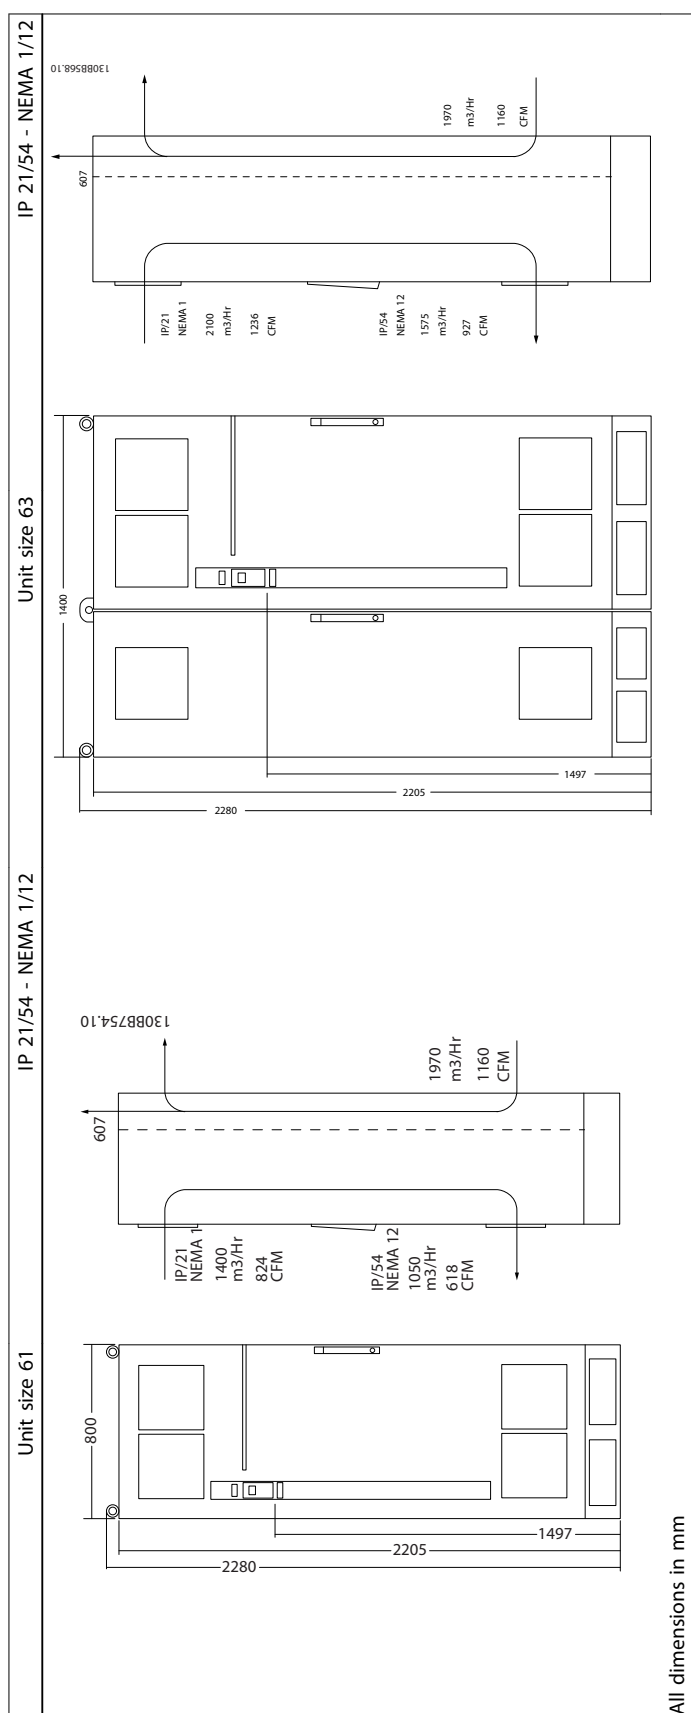 Unit size 61
IP 21/54 - NEMA 1/12
Unit size 63
IP 21/54 - NEMA 1/12
800
1497
2205
2280
IP/21
NEMA 1
1400
m3/Hr
824
CFM
IP/54
NEMA 12
1050
m3/Hr
618
CFM
607
1970
m3/Hr
1160
CFM
130BB754.10
1400
1497
2205
2280
IP/21
NEMA 1
2100
m3/Hr
1236
CFM
IP/54
NEMA 12
1575
m3/Hr
927
CFM
607
1970
m3/Hr
1160
CFM
130BB568.10
All dimensions in mm